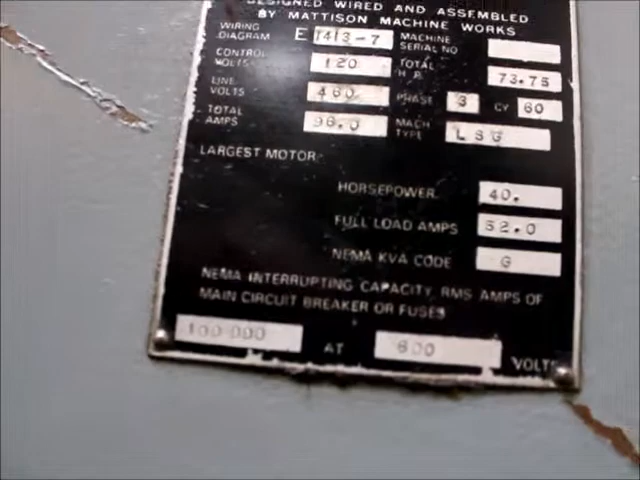 DESIGNED WIRED AND ASSEMBLED
BY MATTISON MACHINE WORKS
WIRING DIAGRAM E T413-7 MACHINE SERIAL NO
CONTROL VOLTS 120 TOTAL H.P. 73.75
LINE VOLTS 460 PHASE 3 CY 60
TOTAL AMPS 96.0 MACH TYPE LSG
LARGEST MOTOR
HORSEPOWER 40.
FULL LOAD AMPS 52.0
NEMA KVA CODE G
NEMA INTERRUPTING CAPACITY RMS AMPS OF
MAIN CIRCUIT BREAKER OR FUSES
100 000 AT 600 VOLTS